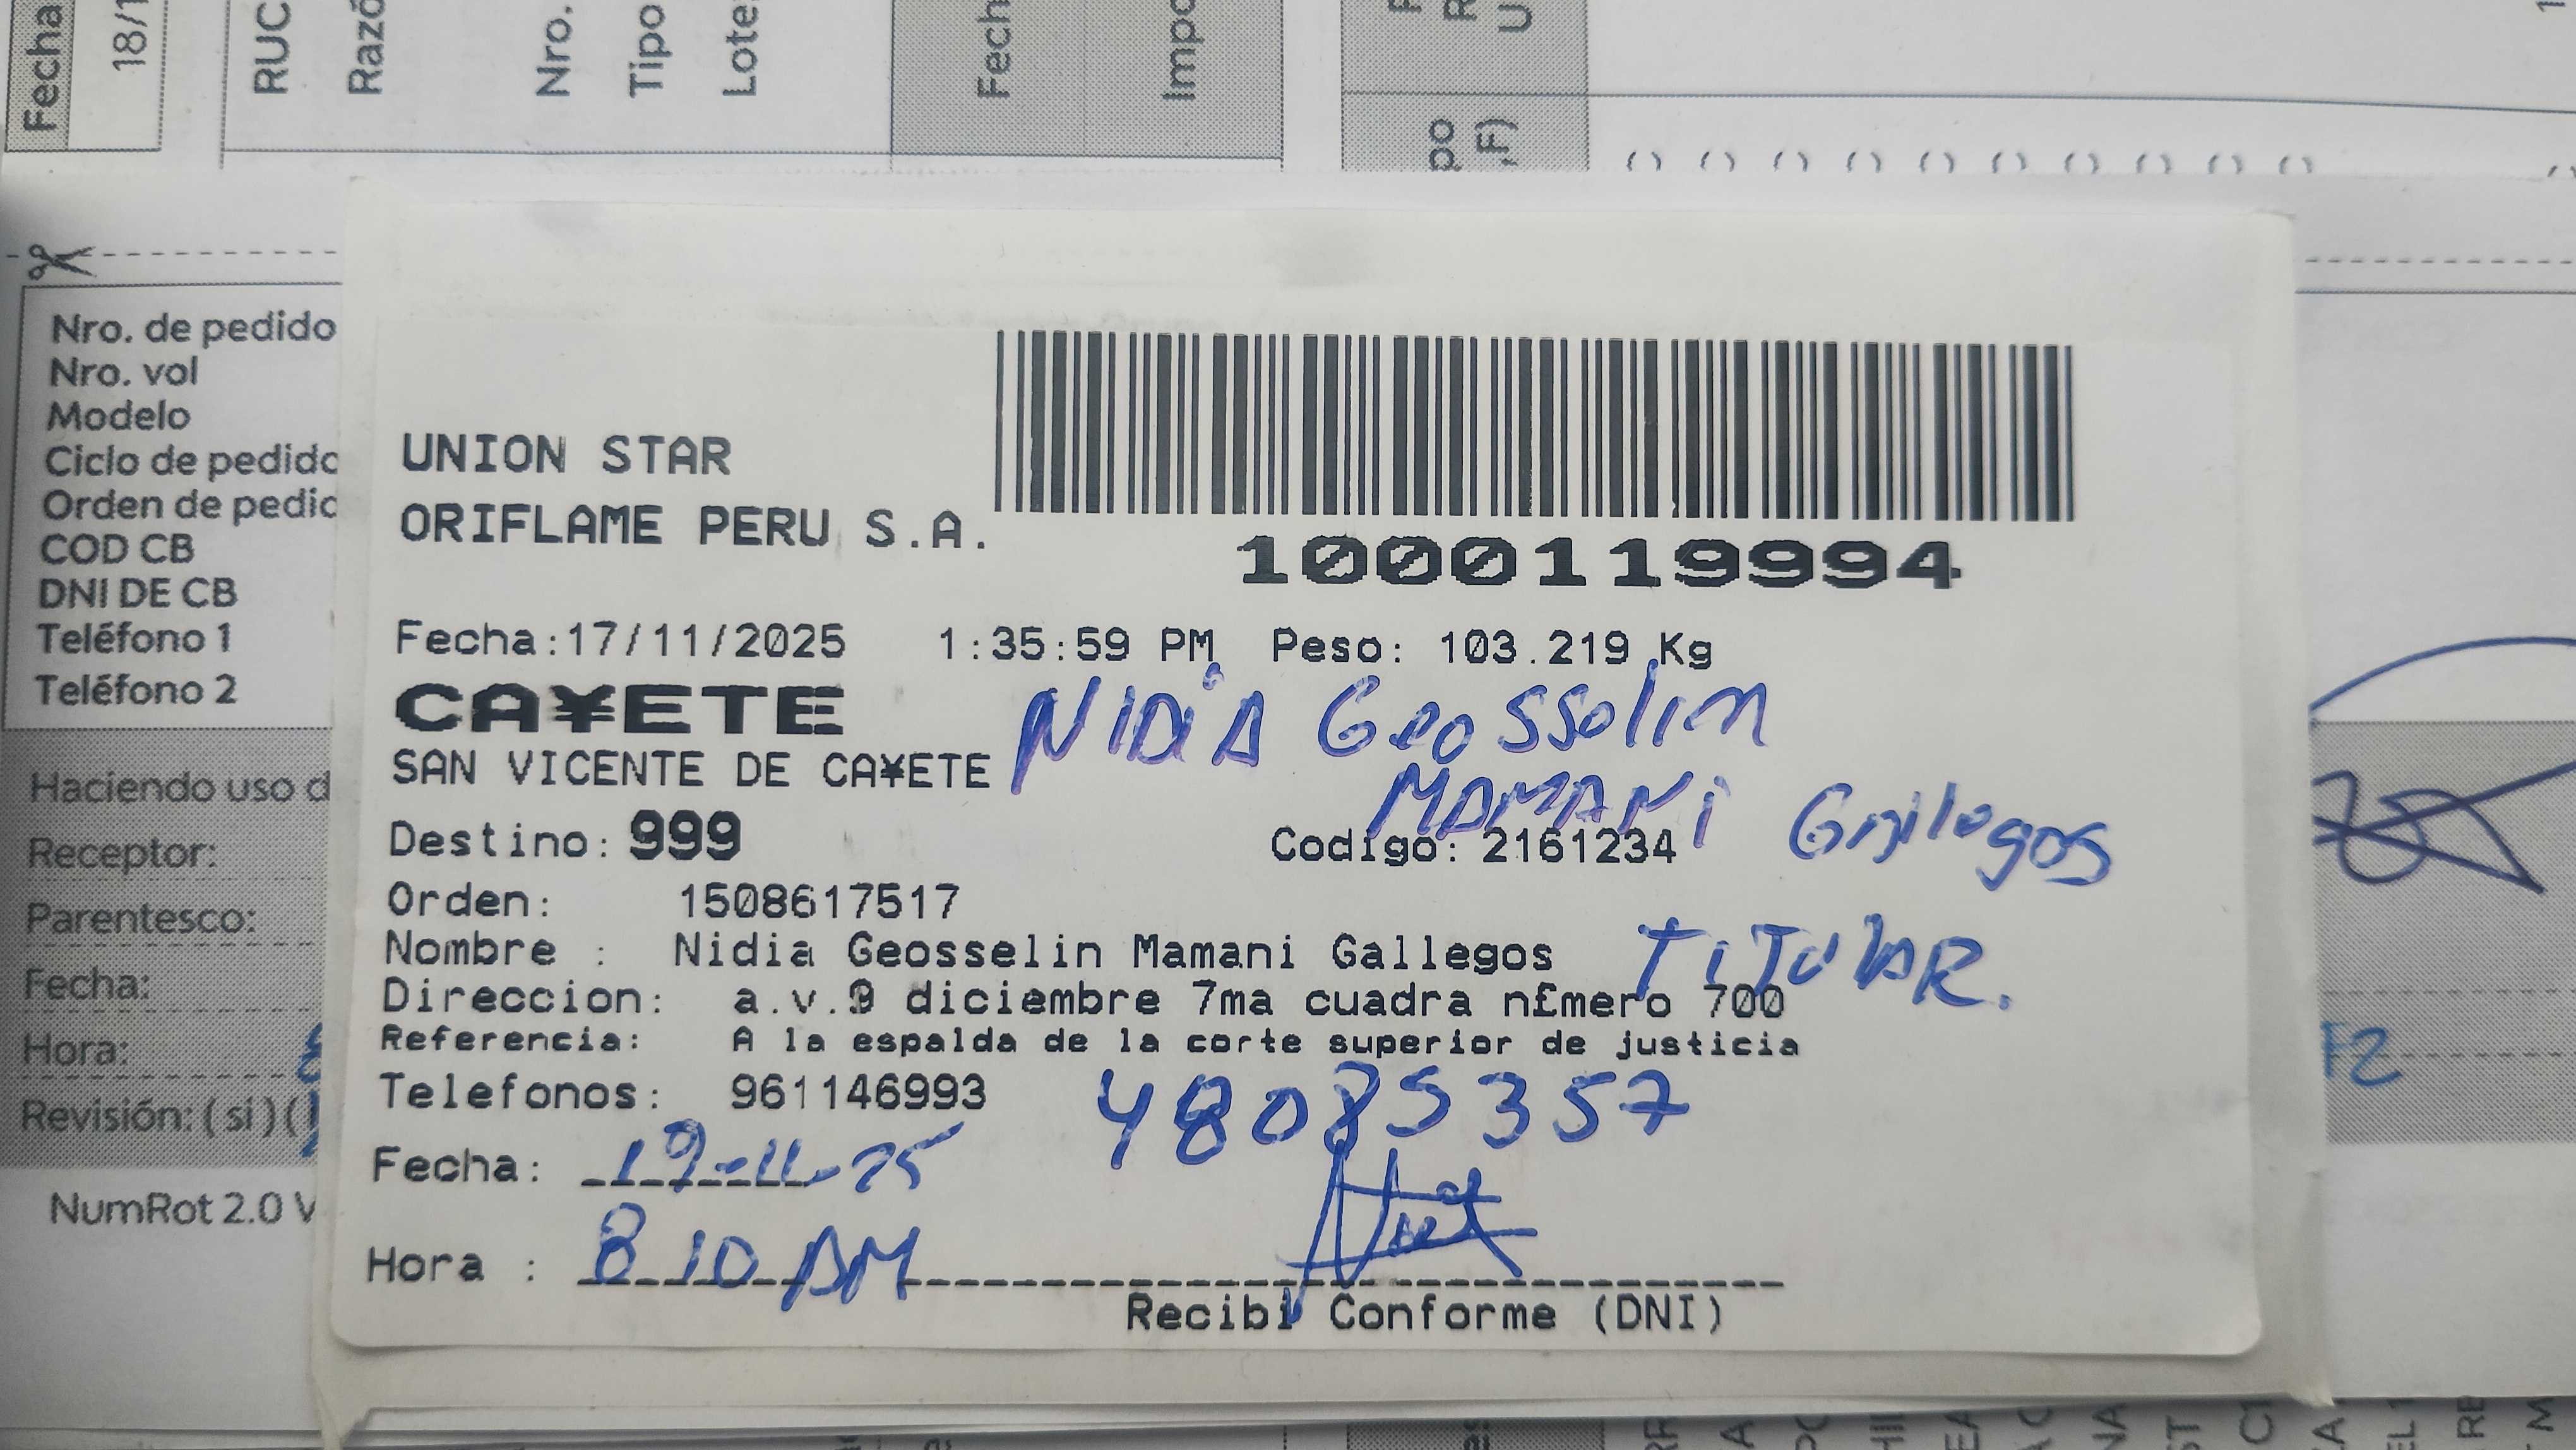 Fecha
18/1
RUC
Razó
Nro.
Tipo
Lote
Fech
Impo
po
,F)
Nro. de pedido
Nro. vol
Modelo
Ciclo de pedido
Orden de pedic
COD CB
DNI DE CB
Teléfono 1
Teléfono 2
Haciendo uso d
Receptor:
Parentesco:
Fecha:
Hora:
Revisión: ( si ) (
NumRot 2.0 V
UNION STAR
ORIFLAME PERU S.A.
1000119994
Fecha:17/11/2025 1:35:59 PM Peso: 103.219 Kg
CA¥ETE
NIDIA Geossolin
SAN VICENTE DE CA¥ETE
MAMANI Gallogos
Destino: 999 Codigo: 2161234
Orden: 1508617517
Nombre : Nidia Geosselin Mamani Gallegos
TITULAR.
Direccion: a.v.9 diciembre 7ma cuadra n£mero 700
Referencia: A la espalda de la corte superior de justicia
Telefonos: 961146993
48085357
Fecha: 19-11-25
Hora : 8 10 AM
Recibi Conforme (DNI)